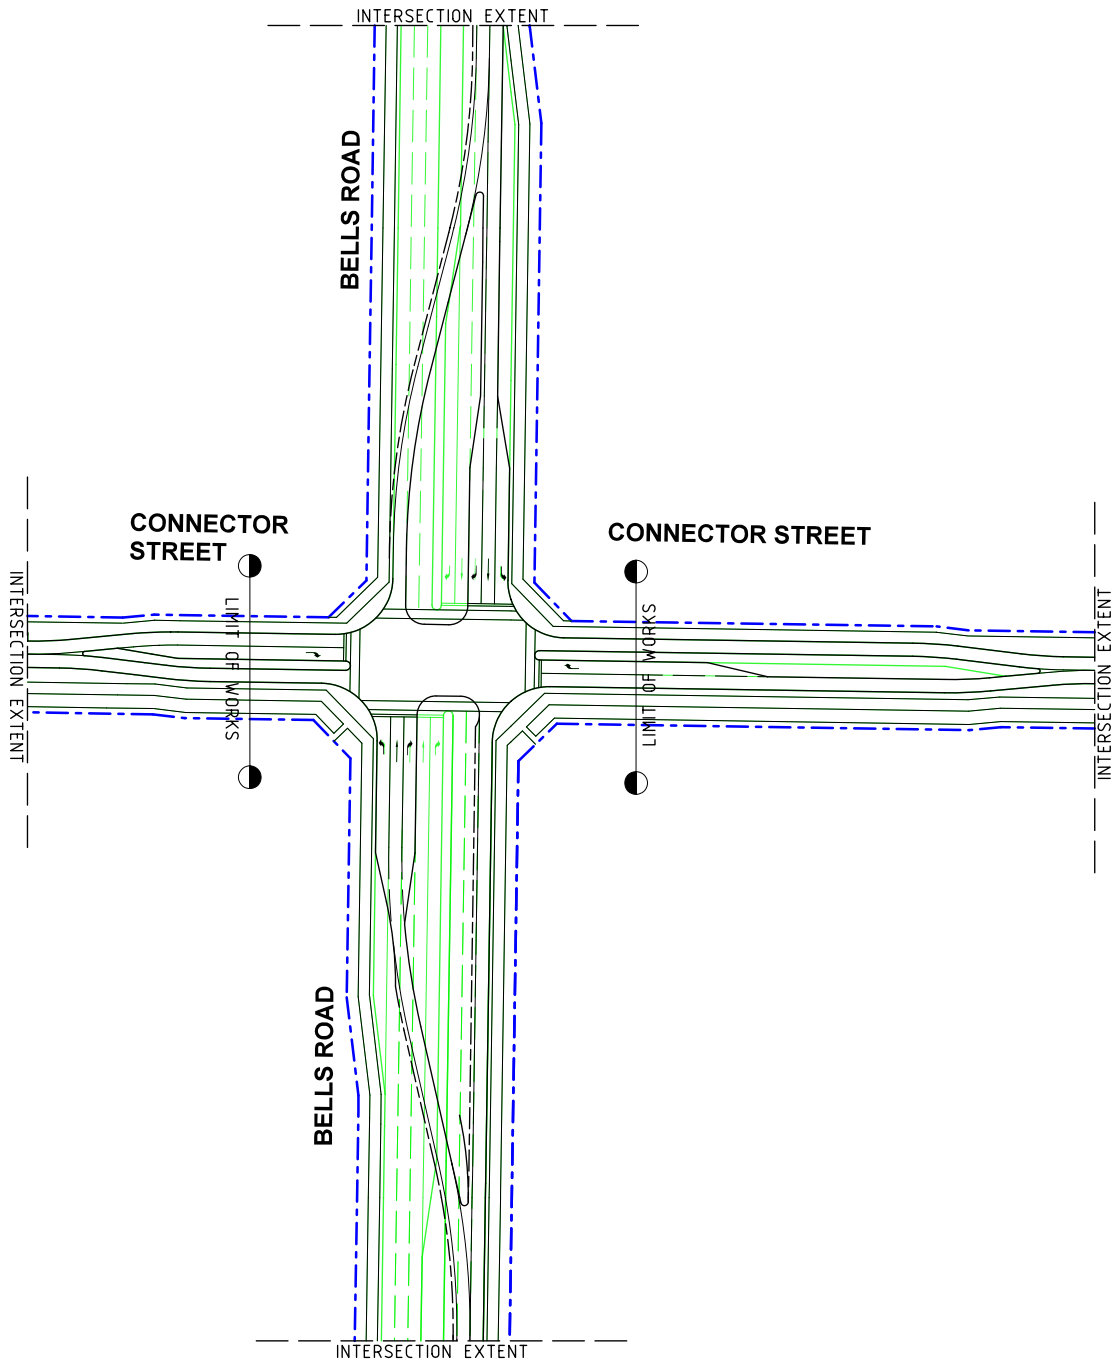 INTERSECTION EXTENT
BELLS ROAD
CONNECTOR
STREET
CONNECTOR STREET
INTERSECTION EXTENT
LIMIT OF WORKS
LIMIT OF WORKS
INTERSECTION EXTENT
BELLS ROAD
INTERSECTION EXTENT